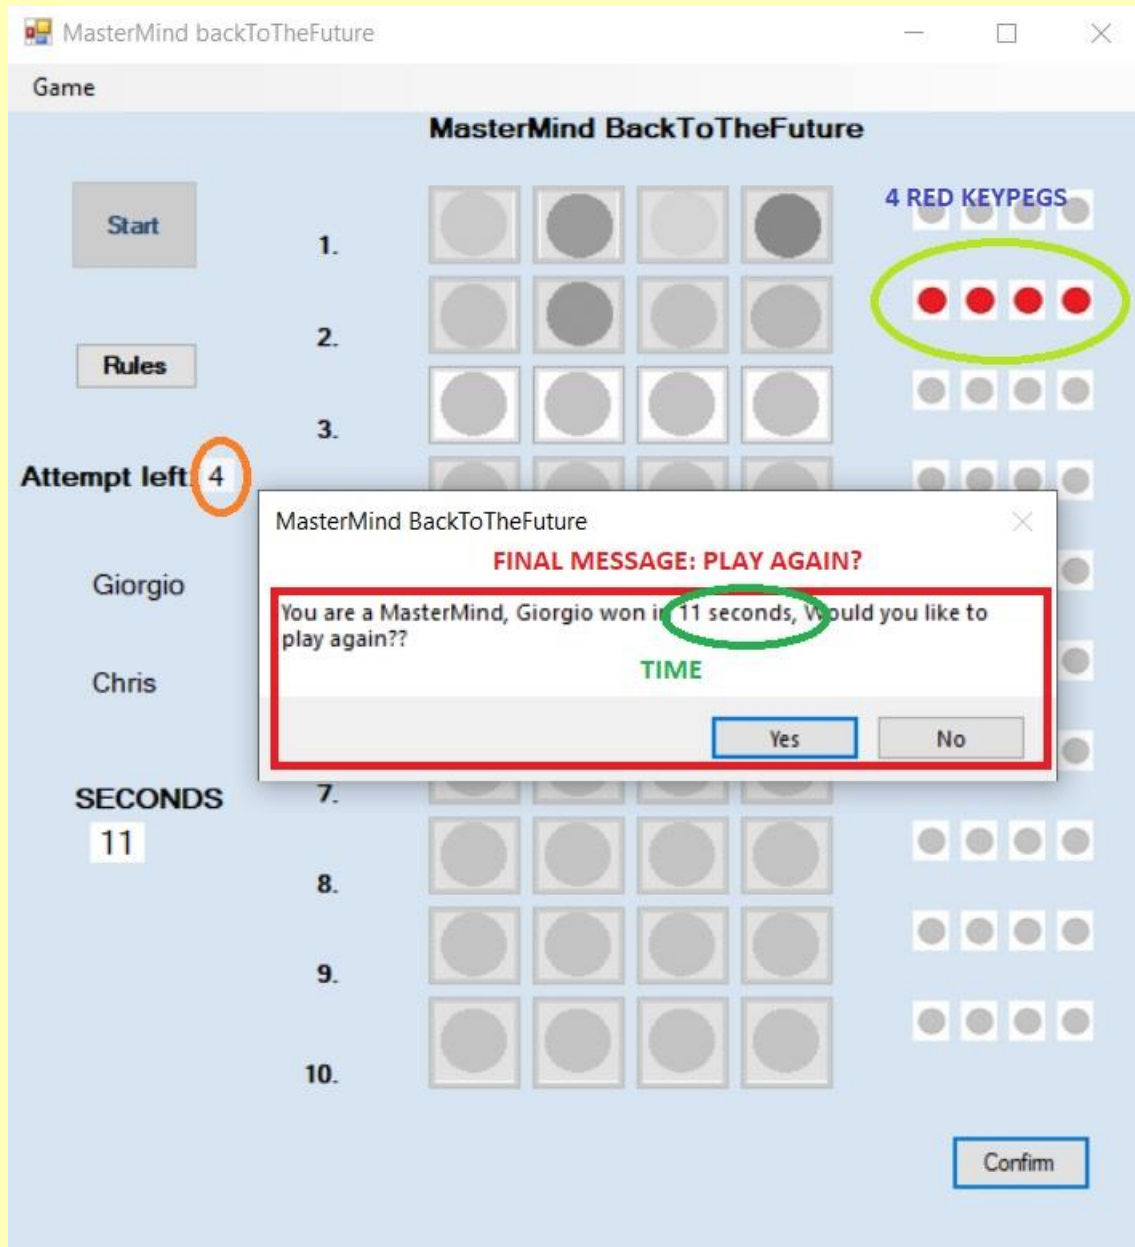 MasterMind backToTheFuture
Game
MasterMind BackToTheFuture
Start
4 RED KEYPEGS
1.
2.
Rules
3.
Attempt left: 4
MasterMind BackToTheFuture
FINAL MESSAGE: PLAY AGAIN?
Giorgio
You are a MasterMind, Giorgio won in 11 seconds, Would you like to
play again??
TIME
Chris
Yes
No
SECONDS
7.
11
8.
9.
10.
Confirm